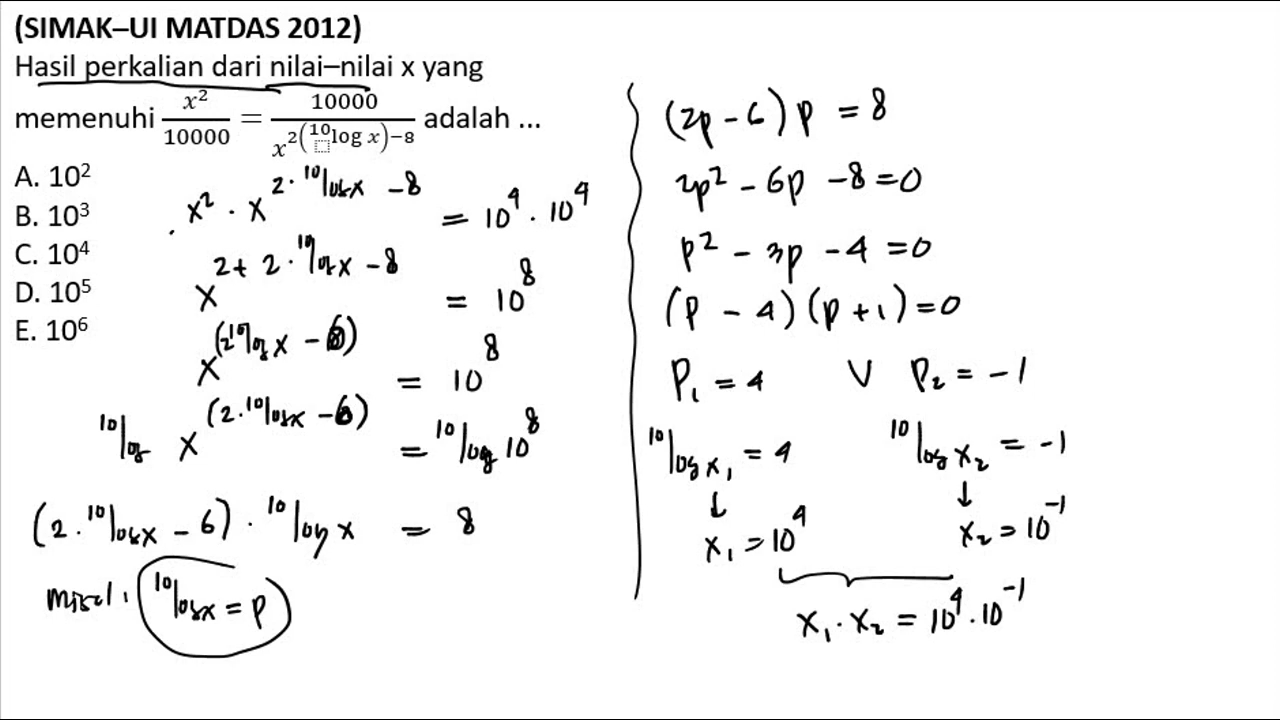 (SIMAK–UI MATDAS 2012)
Hasil perkalian dari nilai–nilai x yang
memenuhi x²/10000 = 10000/x^(2(¹⁰log x)−8) adalah ...
A. 10²
B. 10³
C. 10⁴
D. 10⁵
E. 10⁶
x² · x^(2·¹⁰log x − 8) = 10⁴ · 10⁴
x^(2 + 2·¹⁰log x − 8) = 10⁸
x^(2¹⁰log x − 6) = 10⁸
¹⁰log x^(2·¹⁰log x − 6) = ¹⁰log 10⁸
(2·¹⁰log x − 6) · ¹⁰log x = 8
misal: ¹⁰log x = p
(2p − 6) p = 8
2p² − 6p − 8 = 0
p² − 3p − 4 = 0
(p − 4)(p + 1) = 0
P₁ = 4 V P₂ = −1
¹⁰log x₁ = 4 ¹⁰log x₂ = −1
↓ ↓
x₁ = 10⁴ x₂ = 10⁻¹
x₁ · x₂ = 10⁴ · 10⁻¹